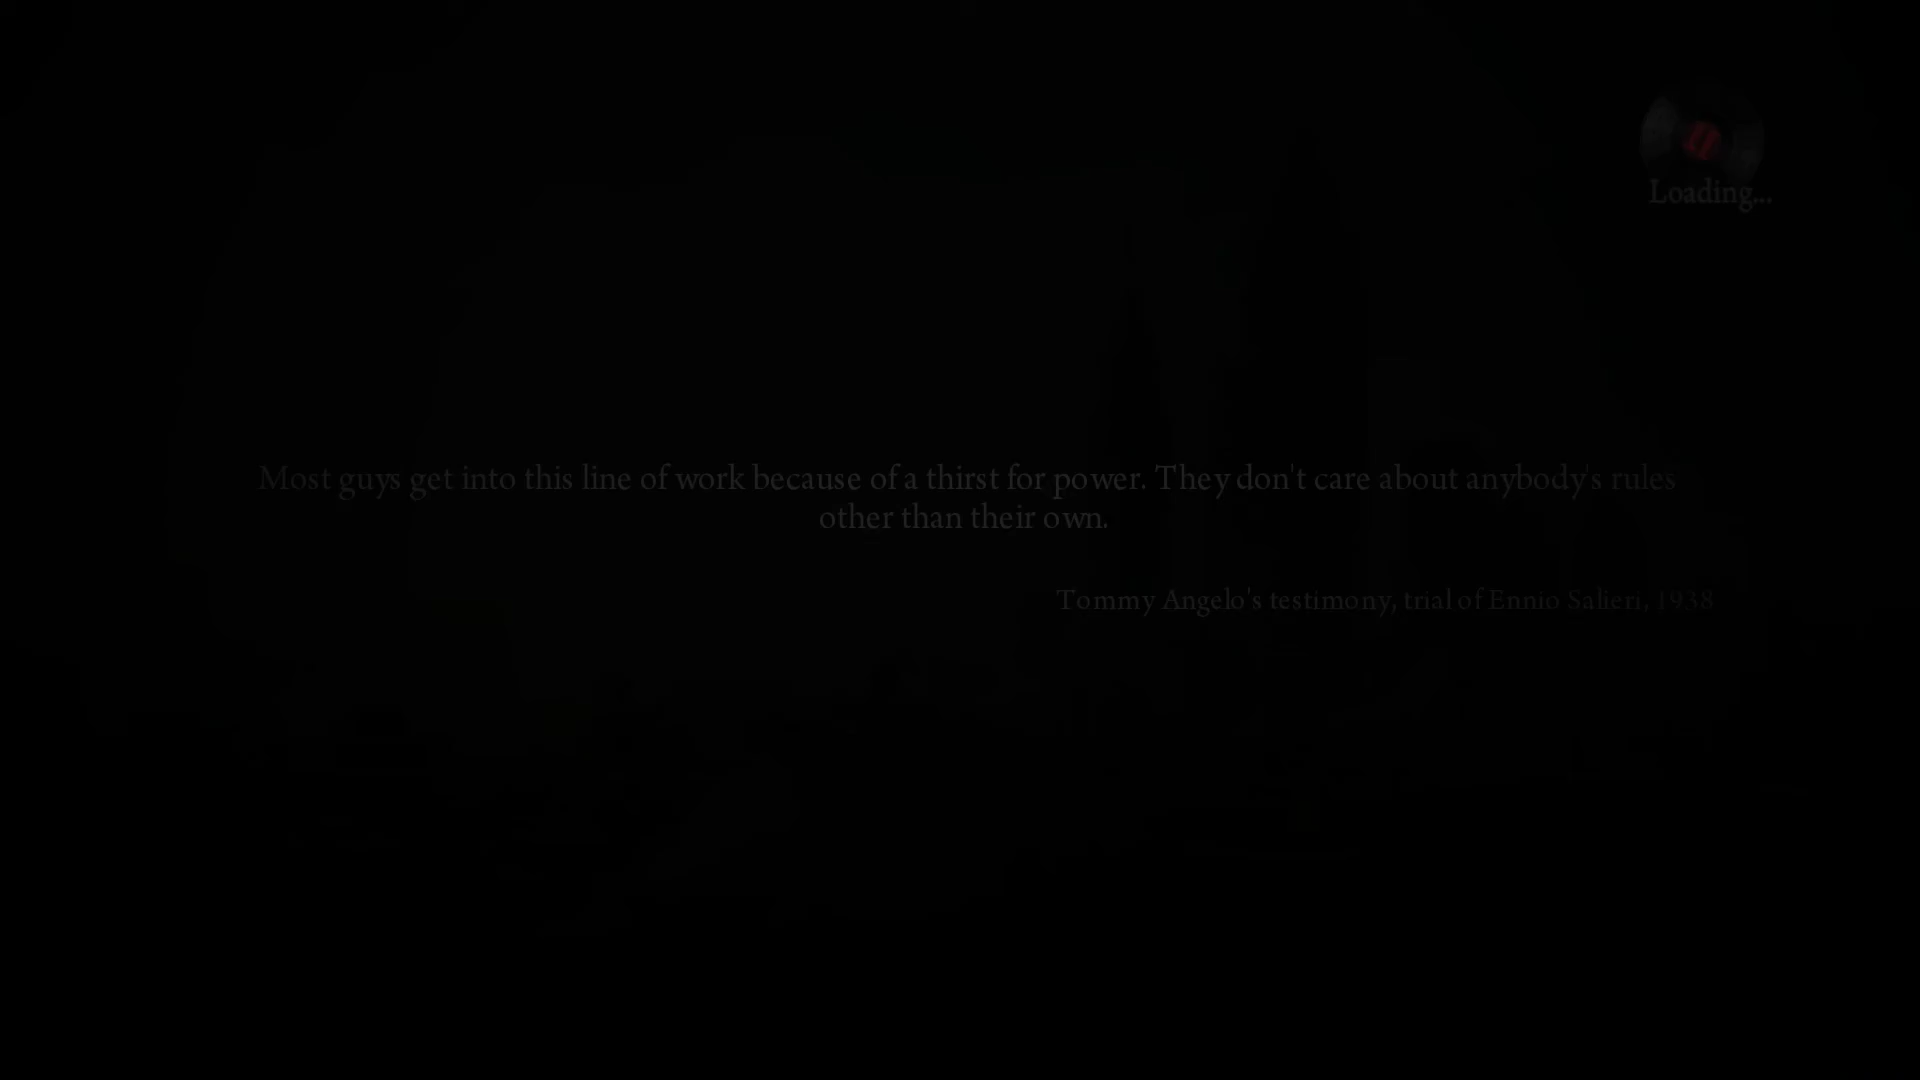 Loading...
Most guys get into this line of work because of a thirst for power. They don't care about anybody's rules
other than their own.
Tommy Angelo's testimony, trial of Ennio Salieri, 1938